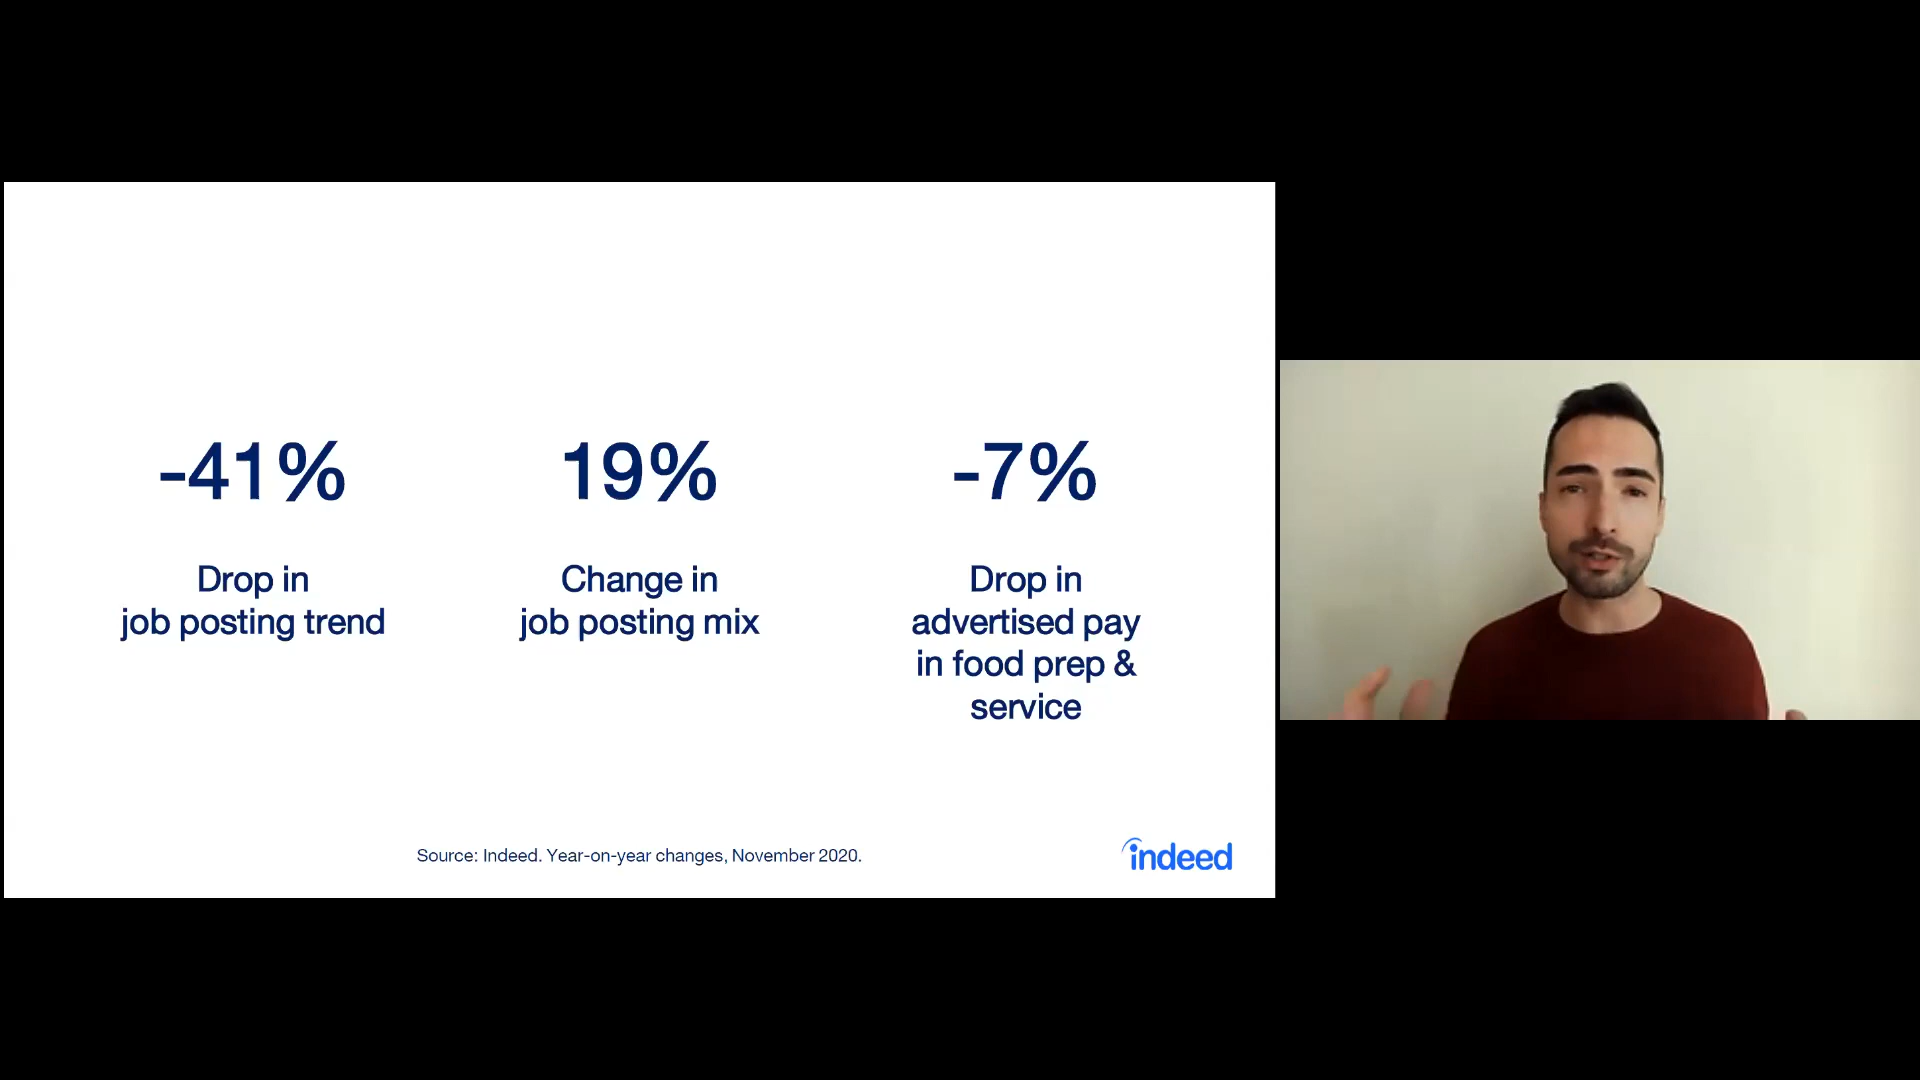 -41%
Drop in
job posting trend
19%
Change in
job posting mix
-7%
Drop in
advertised pay
in food prep &
service
Source: Indeed. Year-on-year changes, November 2020.
indeed